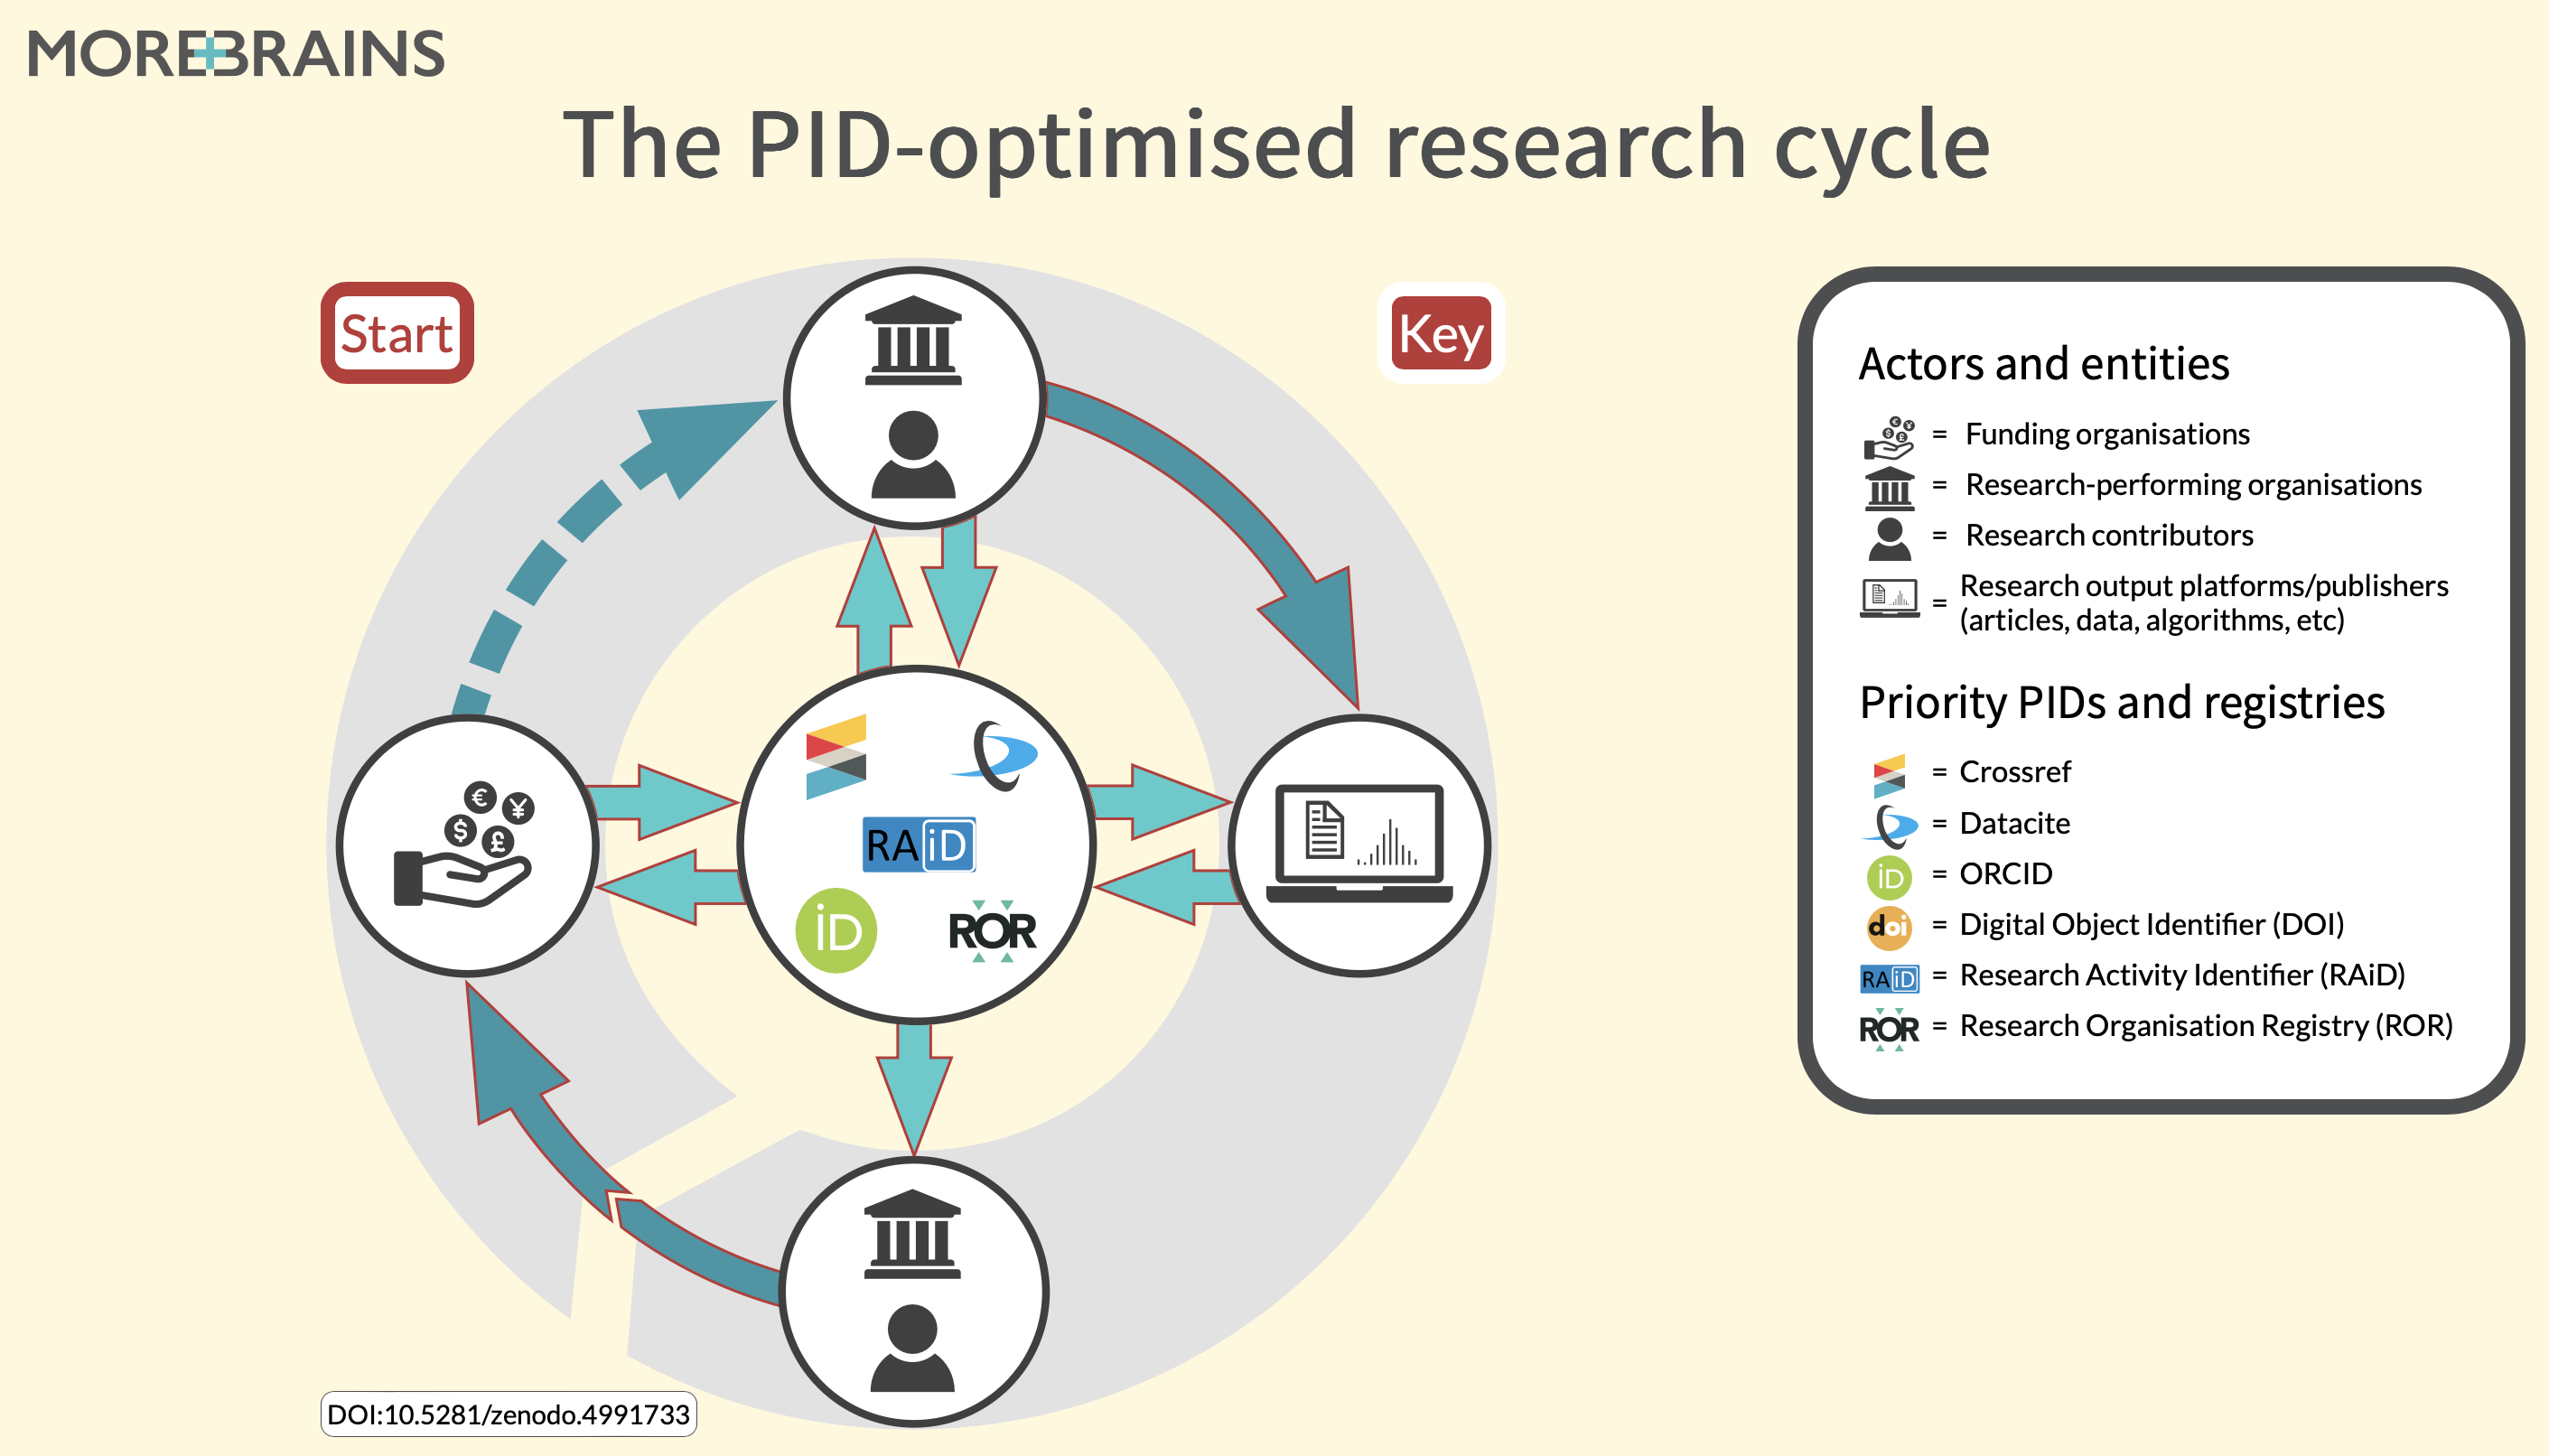 MORE+BRAINS
The PID-optimised research cycle
Start
Key
€
¥
$
£
RAiD
iD
ROR
DOI:10.5281/zenodo.4991733
Actors and entities
= Funding organisations
= Research-performing organisations
= Research contributors
= Research output platforms/publishers
(articles, data, algorithms, etc)
Priority PIDs and registries
= Crossref
= Datacite
iD = ORCID
doi = Digital Object Identifier (DOI)
RAiD = Research Activity Identifier (RAiD)
ROR = Research Organisation Registry (ROR)